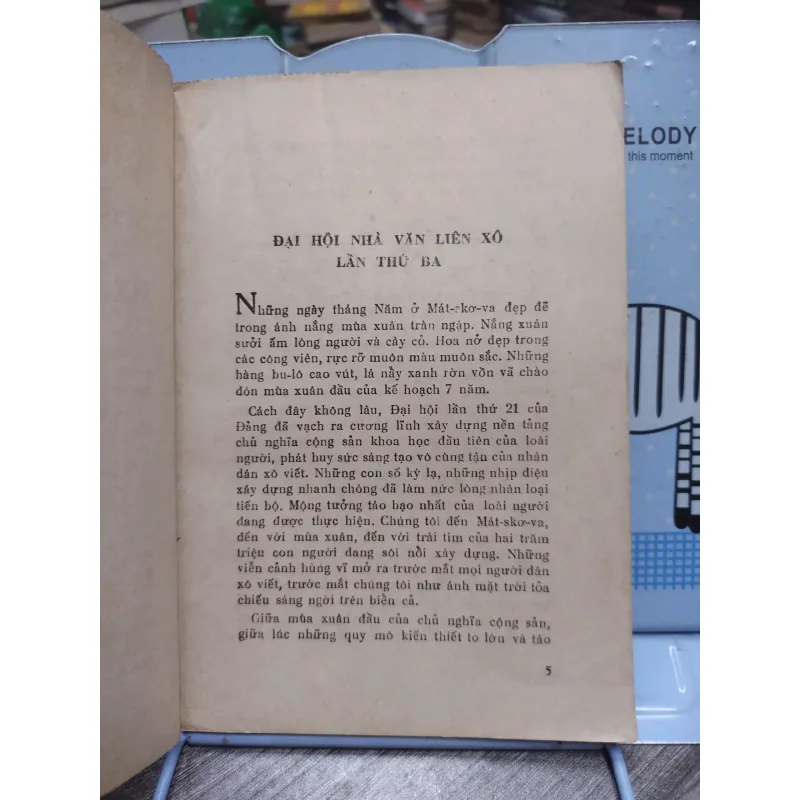 ĐẠI HỘI NHÀ VĂN LIÊN XÔ
LẦN THỨ BA
Những ngày tháng Năm ở Mát-skơ-va đẹp đẽ
trong ánh nắng mùa xuân tràn ngập. Nắng xuân
sưởi ấm lòng người và cây cỏ. Hoa nở đẹp trong
các công viên, rực rỡ muôn màu muôn sắc. Những
hàng bu-lô cao vút, lá nẩy xanh rờn vồn vã chào
đón mùa xuân đầu của kế hoạch 7 năm.
Cách đây không lâu, Đại hội lần thứ 21 của
Đảng đã vạch ra cương lĩnh xây dựng nền tảng
chủ nghĩa cộng sản khoa học đầu tiên của loài
người, phát huy sức sáng tạo vô cùng tận của nhân
dân xô viết. Những con số kỳ lạ, những nhịp điệu
xây dựng nhanh chóng đã làm nức lòng nhân loại
tiến bộ. Mộng tưởng táo bạo nhất của loài người
đang được thực hiện. Chúng tôi đến Mát-skơ-va,
đến với mùa xuân, đến với trái tim của hai trăm
triệu con người đang sôi nổi xây dựng. Những
viễn cảnh hùng vĩ mở ra trước mắt mọi người dân
xô viết, trước mắt chúng tôi như ánh mặt trời tỏa
chiếu sáng ngời trên biển cả.
Giữa mùa xuân đầu của chủ nghĩa cộng sản,
giữa lúc những quy mô kiến thiết to lớn và táo
5
ELODY
this moment